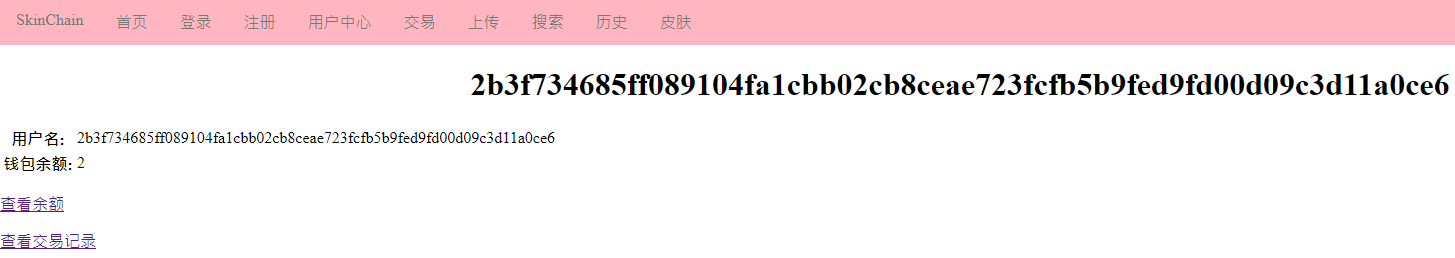 SkinChain 首页 登录 注册 用户中心 交易 上传 搜索 历史 皮肤
2b3f734685ff089104fa1cbb02cb8ceae723fcfb5b9fed9fd00d09c3d11a0ce6
用户名: 2b3f734685ff089104fa1cbb02cb8ceae723fcfb5b9fed9fd00d09c3d11a0ce6
钱包余额: 2
查看余额
查看交易记录